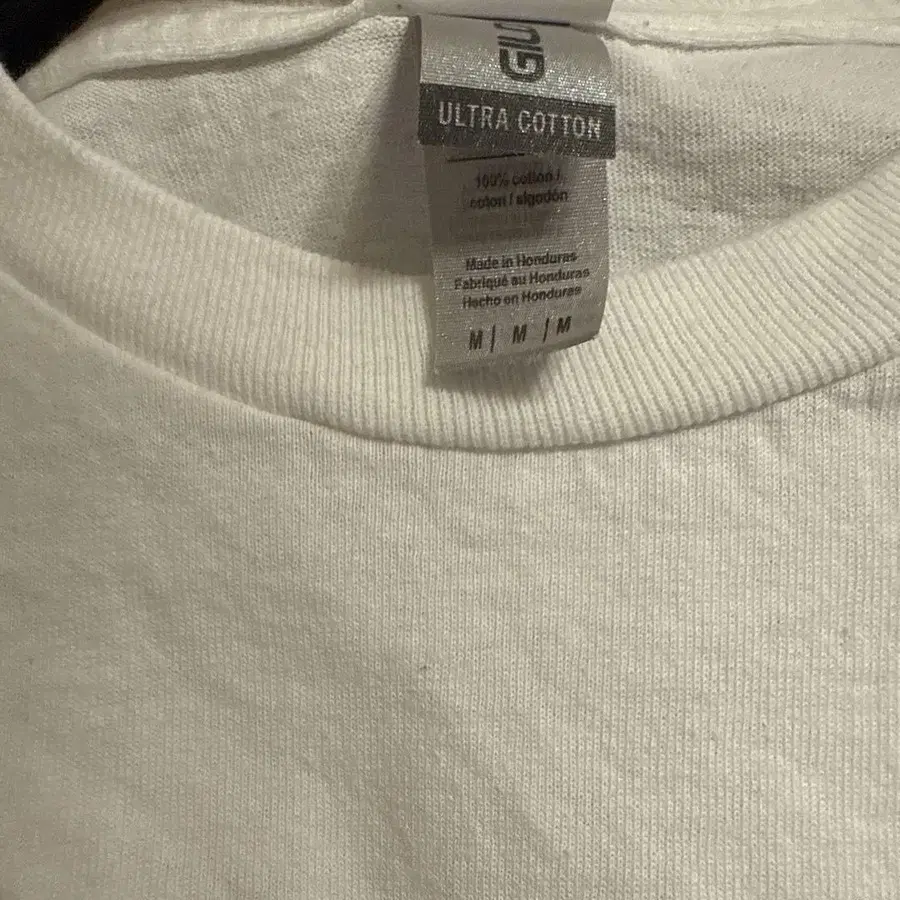 ULTRA COTTON
100% cotton /
coton / algodón
Made in Honduras
Fabriqué au Honduras
Hecho en Honduras
M | M | M